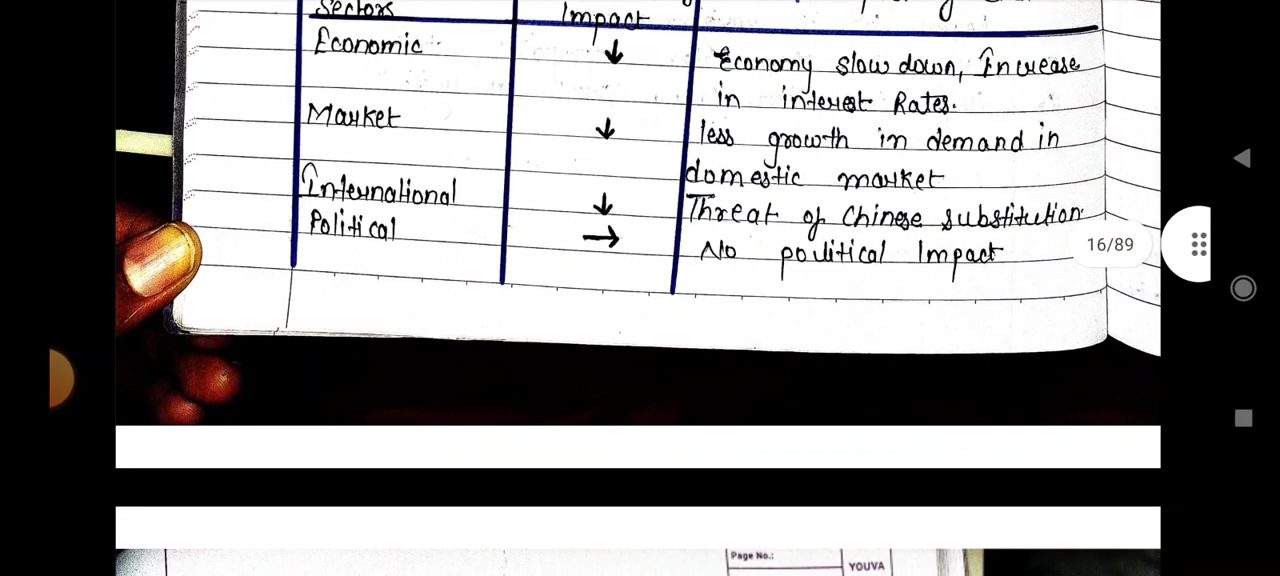 Sectors Impact
Economic ↓ Economy slow down, Increase
in interest Rates.
Market ↓ less growth in demand in
domestic market
International ↓ Threat of Chinese substitution.
Political → No political Impact
16/89
Page No.:
YOUVA